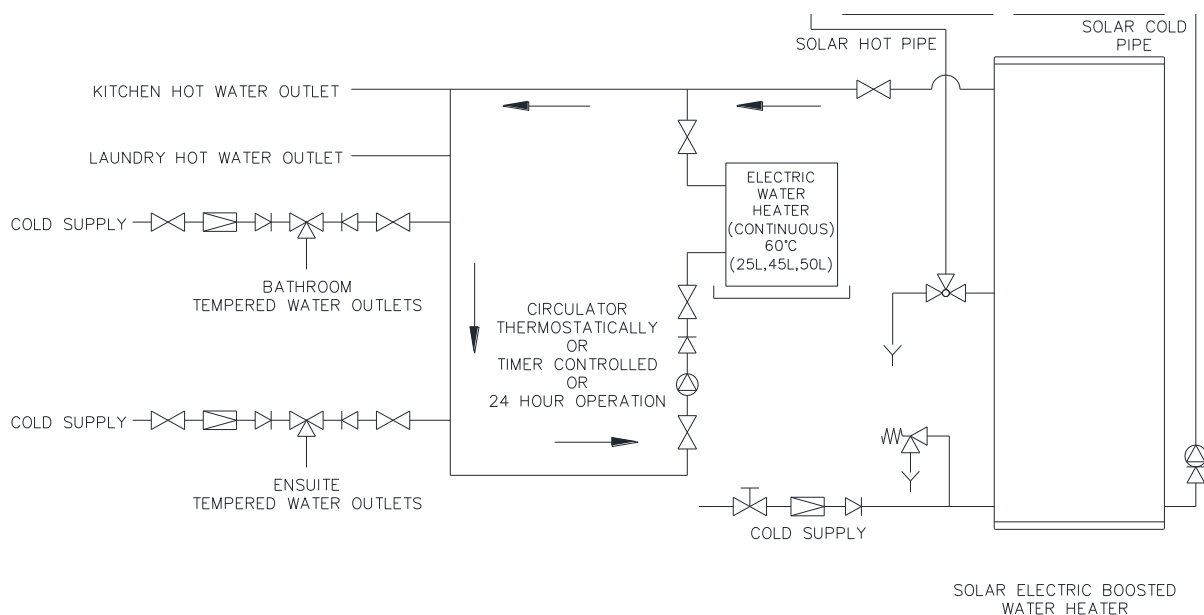 SOLAR HOT PIPE
SOLAR COLD
PIPE
KITCHEN HOT WATER OUTLET
LAUNDRY HOT WATER OUTLET
ELECTRIC
WATER
HEATER
(CONTINUOUS)
60°C
(25L,45L,50L)
COLD SUPPLY
BATHROOM
TEMPERED WATER OUTLETS
CIRCULATOR
THERMOSTATICALLY
OR
TIMER CONTROLLED
OR
24 HOUR OPERATION
COLD SUPPLY
ENSUITE
TEMPERED WATER OUTLETS
COLD SUPPLY
SOLAR ELECTRIC BOOSTED
WATER HEATER